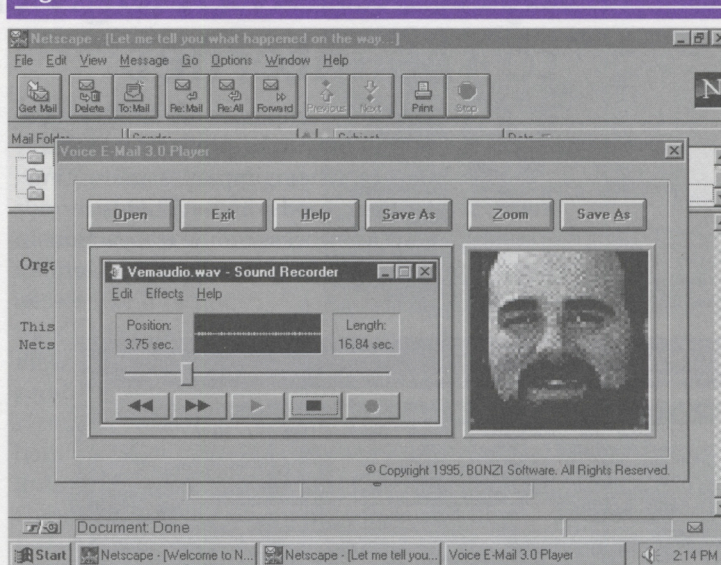 Netscape - [Let me tell you what happened on the way...]
File Edit View Message Go Options Window Help
Get Mail Delete To:Mail Re:Mail Re:All Forward Previous Next Print Stop
N
Mail Folder Sender Subject Date
Voice E-Mail 3.0 Player
Open Exit Help Save As Zoom Save As
Orga
Vemaudio.wav - Sound Recorder
Edit Effects Help
Position: Length:
3.75 sec. 16.84 sec.
This
Nets
© Copyright 1995, BONZI Software. All Rights Reserved.
Document: Done
Start Netscape - [Welcome to N... Netscape - [Let me tell you... Voice E-Mail 3.0 Player 2:14 PM